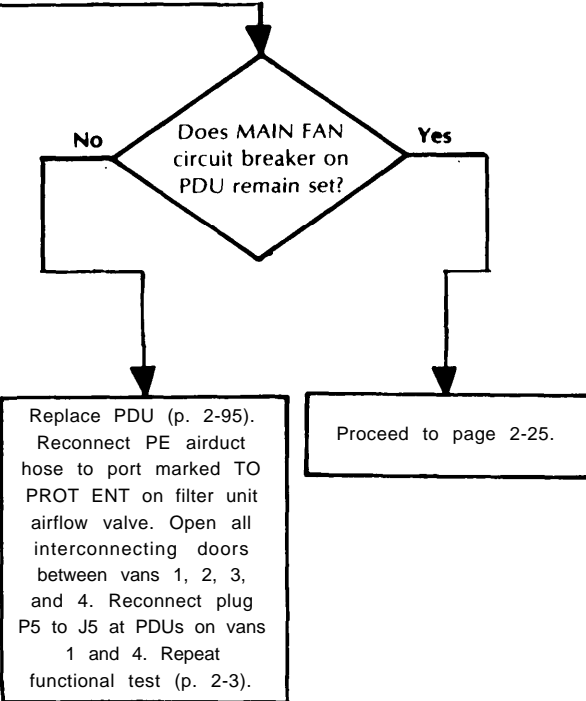 Does MAIN FAN
circuit breaker on
PDU remain set?
No
Yes
Replace PDU (p. 2-95).
Reconnect PE airduct
hose to port marked TO
PROT ENT on filter unit
airflow valve. Open all
interconnecting doors
between vans 1, 2, 3,
and 4. Reconnect plug
P5 to J5 at PDUs on vans
1 and 4. Repeat
functional test (p. 2-3).
Proceed to page 2-25.